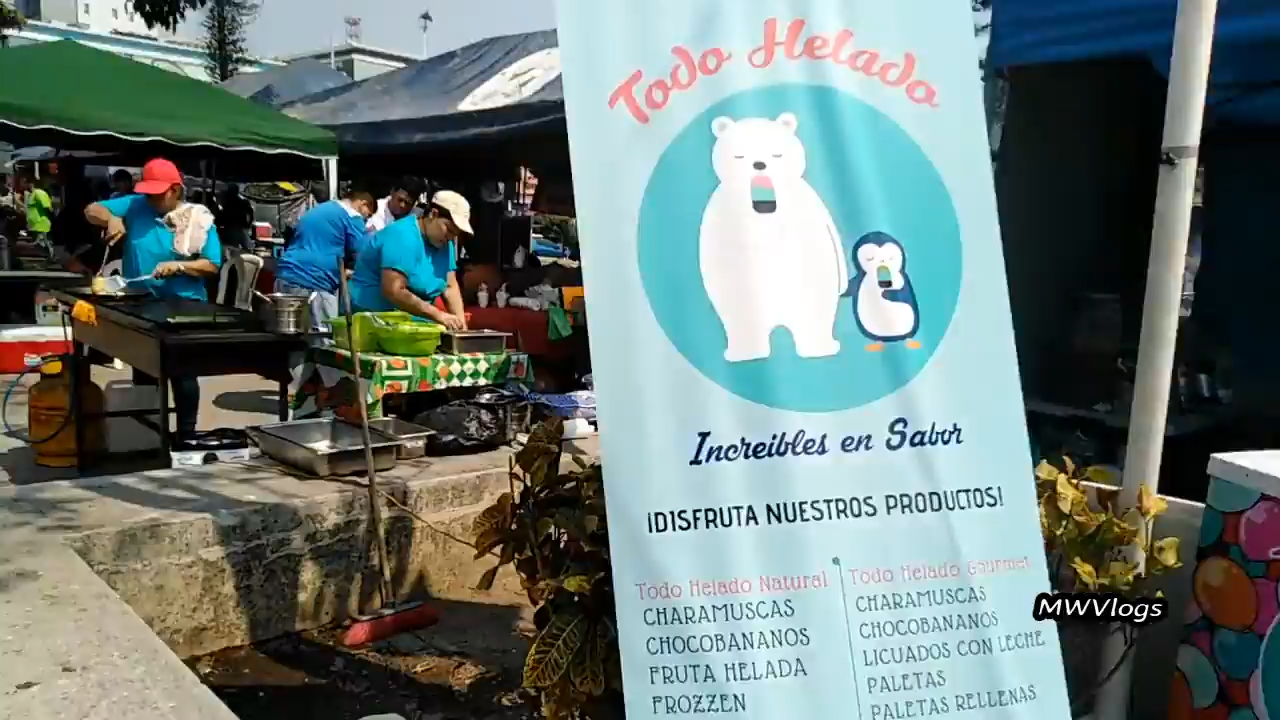 Todo Helado
Increibles en Sabor
¡DISFRUTA NUESTROS PRODUCTOS!
Todo Helado Natural
CHARAMUSCAS
CHOCOBANANOS
FRUTA HELADA
FROZZEN
Todo Helado Gourmet
CHARAMUSCAS
CHOCOBANANOS
LICUADOS CON LECHE
PALETAS
PALETAS RELLENAS
MWVlogs